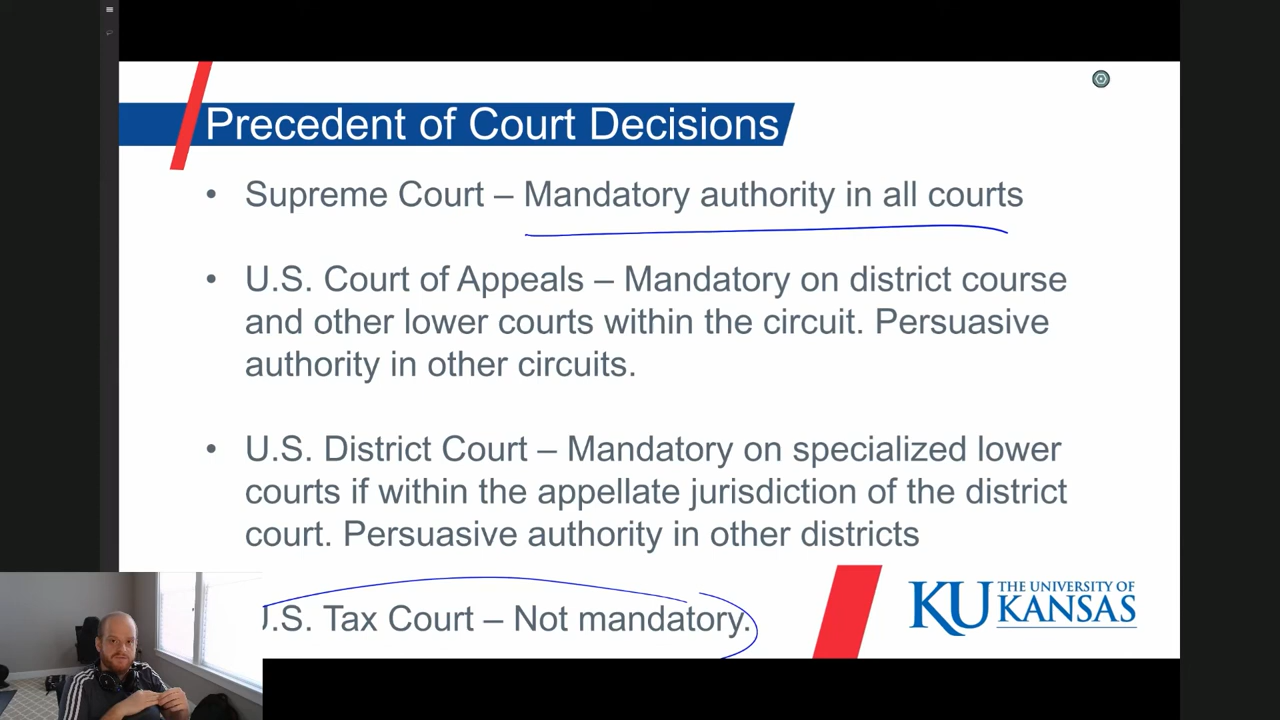 Precedent of Court Decisions
• Supreme Court – Mandatory authority in all courts
• U.S. Court of Appeals – Mandatory on district course
and other lower courts within the circuit. Persuasive
authority in other circuits.
• U.S. District Court – Mandatory on specialized lower
courts if within the appellate jurisdiction of the district
court. Persuasive authority in other districts
U.S. Tax Court – Not mandatory.
KU THE UNIVERSITY OF
KANSAS